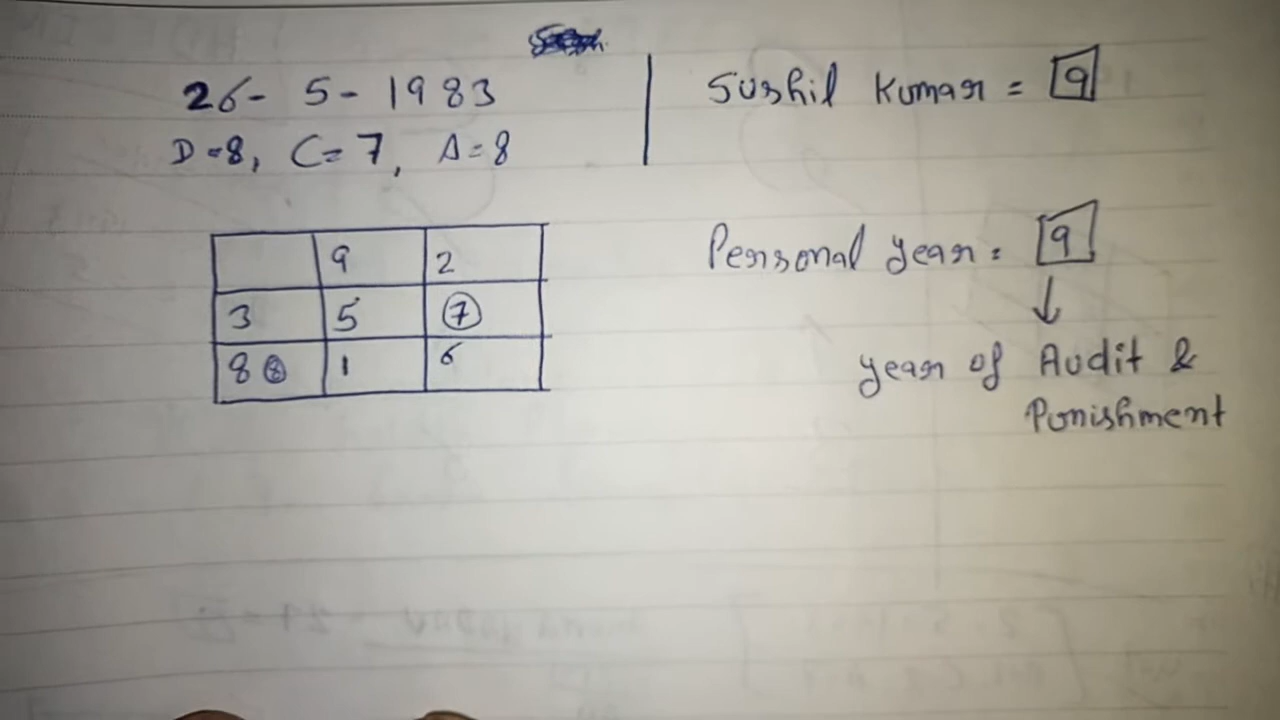 26- 5- 1983
D=8, C=7, A=8
9 2
3 5 7
8 8 1 6
Sushil Kumar = 9
Personal year = 9
↓
year of Audit &
Punishment